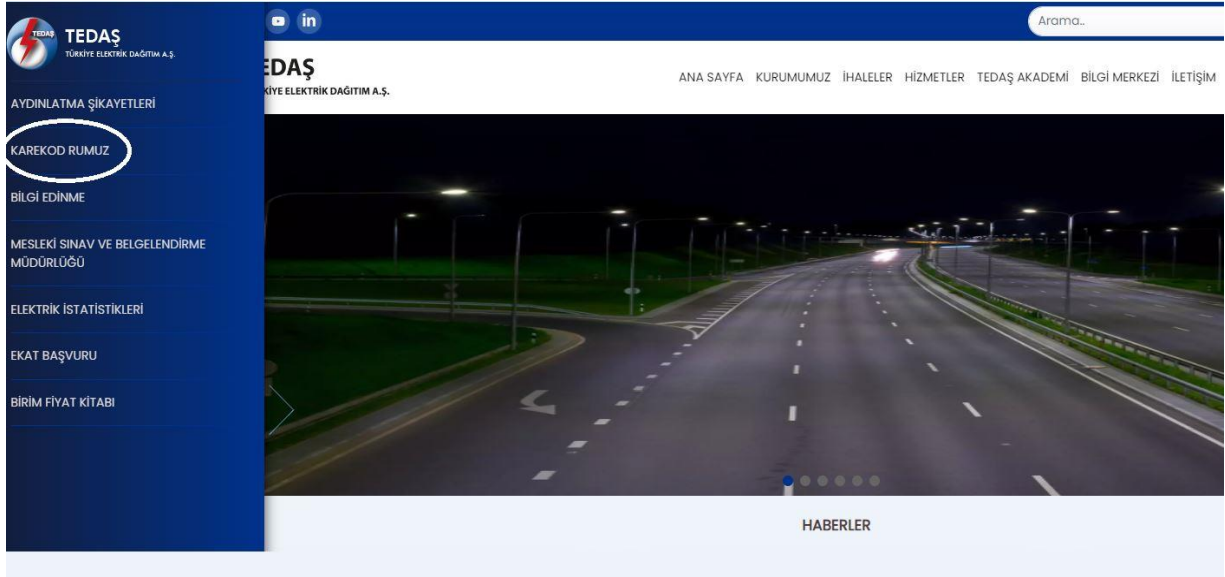 TEDAŞ
TEDAŞ
TÜRKİYE ELEKTRİK DAĞITIM A.Ş.
AYDINLATMA ŞİKAYETLERİ
KAREKOD RUMUZ
BİLGİ EDİNME
MESLEKİ SINAV VE BELGELENDİRME
MÜDÜRLÜĞÜ
ELEKTRİK İSTATİSTİKLERİ
EKAT BAŞVURU
BİRİM FİYAT KİTABI
in
Arama..
EDAŞ
KİYE ELEKTRİK DAĞITIM A.Ş.
ANA SAYFA KURUMUMUZ İHALELER HİZMETLER TEDAŞ AKADEMİ BİLGİ MERKEZİ İLETİŞİM
HABERLER